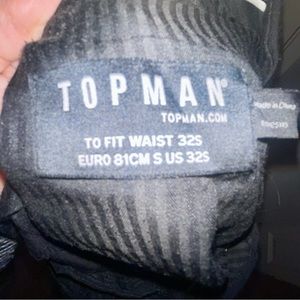 TOPMAN®
TOPMAN.COM
TO FIT WAIST 32S
EURO 81CM S US 32S
Made in China